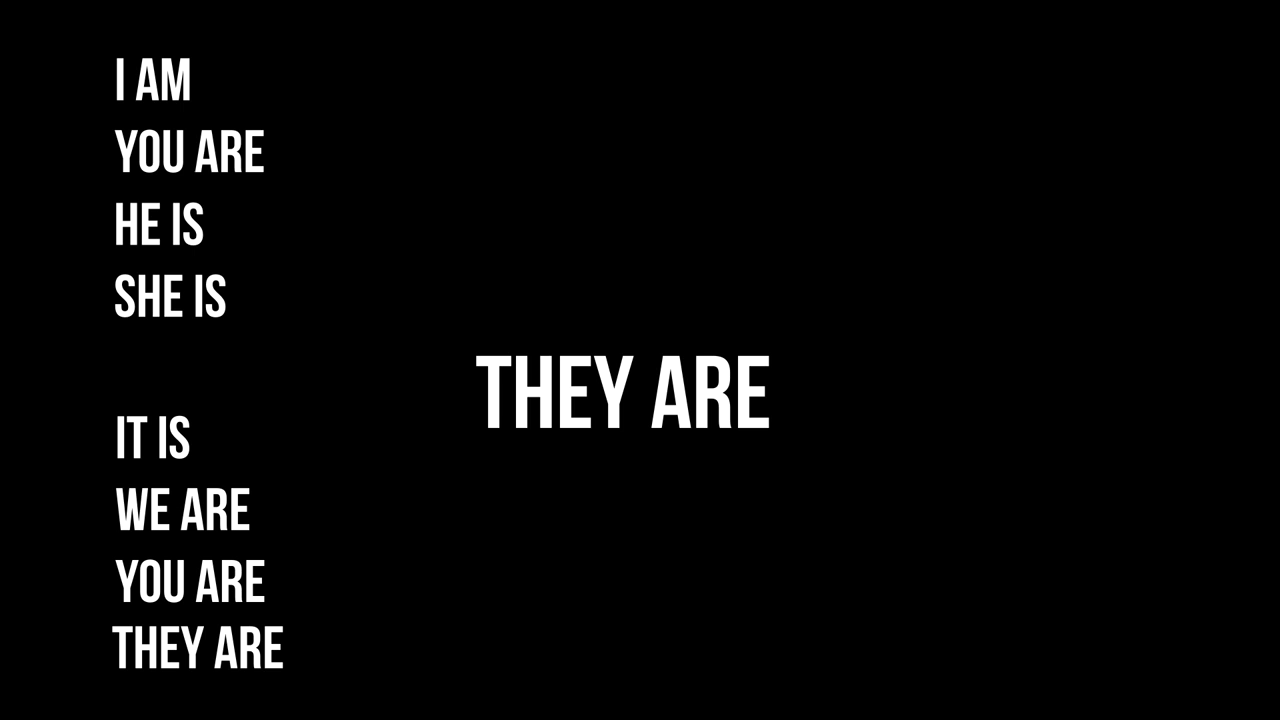 I AM
YOU ARE
HE IS
SHE IS
IT IS
WE ARE
YOU ARE
THEY ARE
THEY ARE